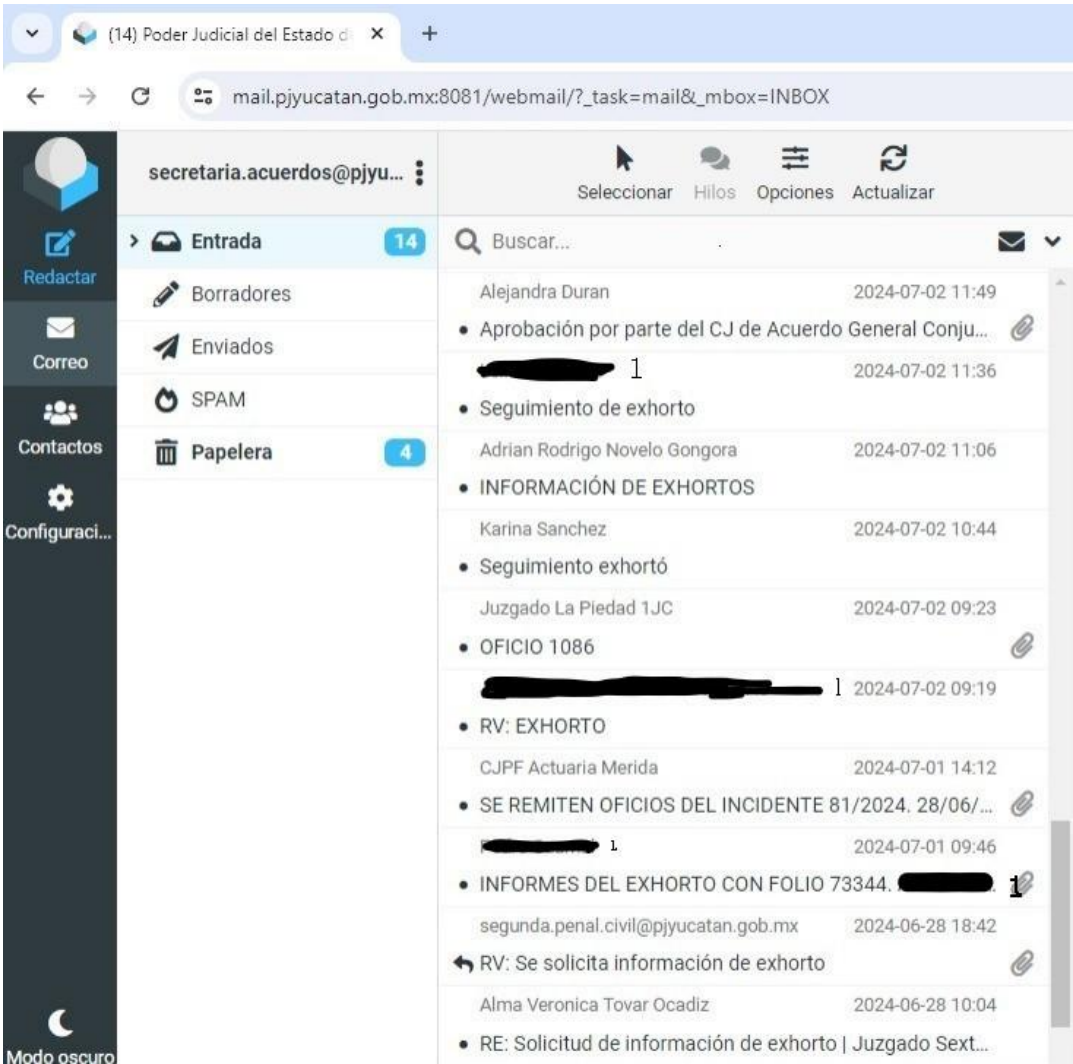 (14) Poder Judicial del Estado d
mail.pjyucatan.gob.mx:8081/webmail/?_task=mail&_mbox=INBOX
Redactar
Correo
Contactos
Configuraci...
Modo oscuro
secretaria.acuerdos@pjyu...
Entrada 14
Borradores
Enviados
SPAM
Papelera 4
Seleccionar Hilos Opciones Actualizar
Buscar...
Alejandra Duran 2024-07-02 11:49
• Aprobación por parte del CJ de Acuerdo General Conju...
1 2024-07-02 11:36
• Seguimiento de exhorto
Adrian Rodrigo Novelo Gongora 2024-07-02 11:06
• INFORMACIÓN DE EXHORTOS
Karina Sanchez 2024-07-02 10:44
• Seguimiento exhortó
Juzgado La Piedad 1JC 2024-07-02 09:23
• OFICIO 1086
1 2024-07-02 09:19
• RV: EXHORTO
CJPF Actuaria Merida 2024-07-01 14:12
• SE REMITEN OFICIOS DEL INCIDENTE 81/2024. 28/06/...
1 2024-07-01 09:46
• INFORMES DEL EXHORTO CON FOLIO 73344. 1
segunda.penal.civil@pjyucatan.gob.mx 2024-06-28 18:42
RV: Se solicita información de exhorto
Alma Veronica Tovar Ocadiz 2024-06-28 10:04
• RE: Solicitud de información de exhorto | Juzgado Sext...